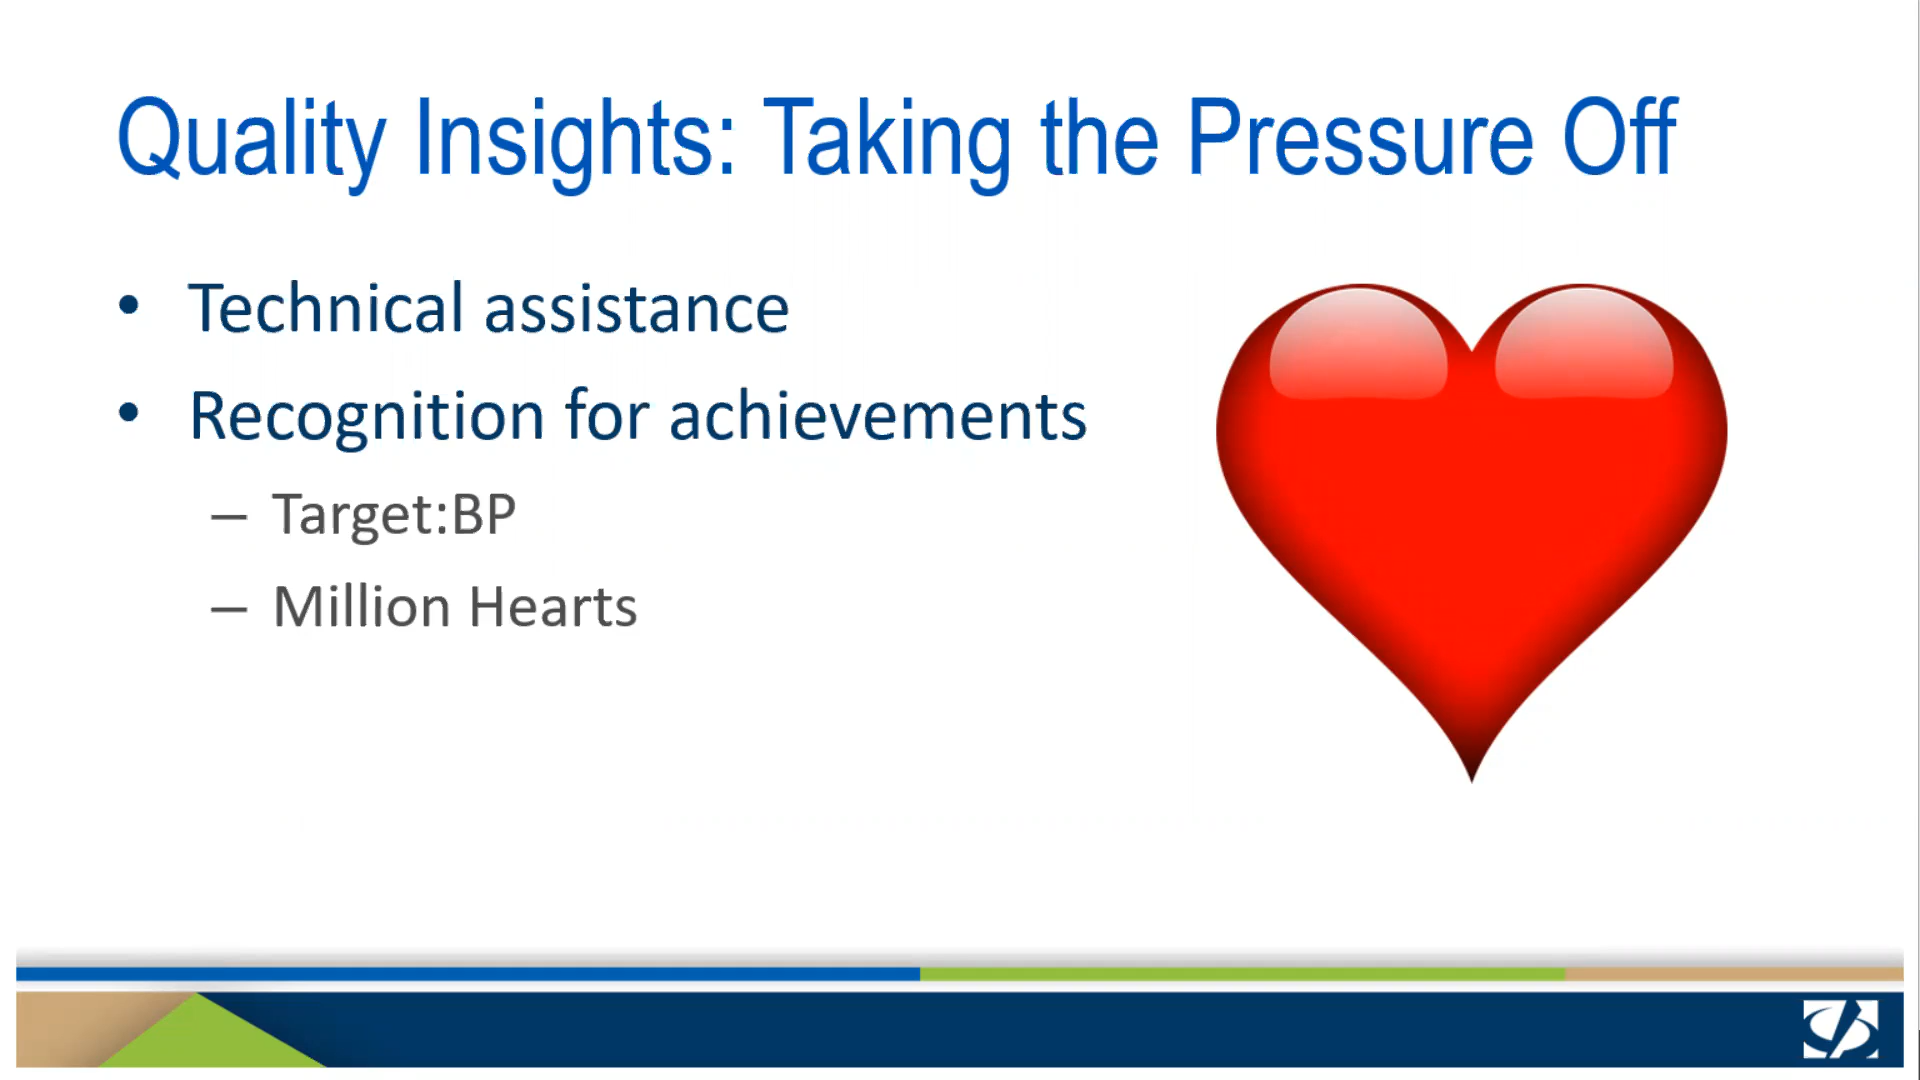 Quality Insights: Taking the Pressure Off
• Technical assistance
• Recognition for achievements
– Target:BP
– Million Hearts